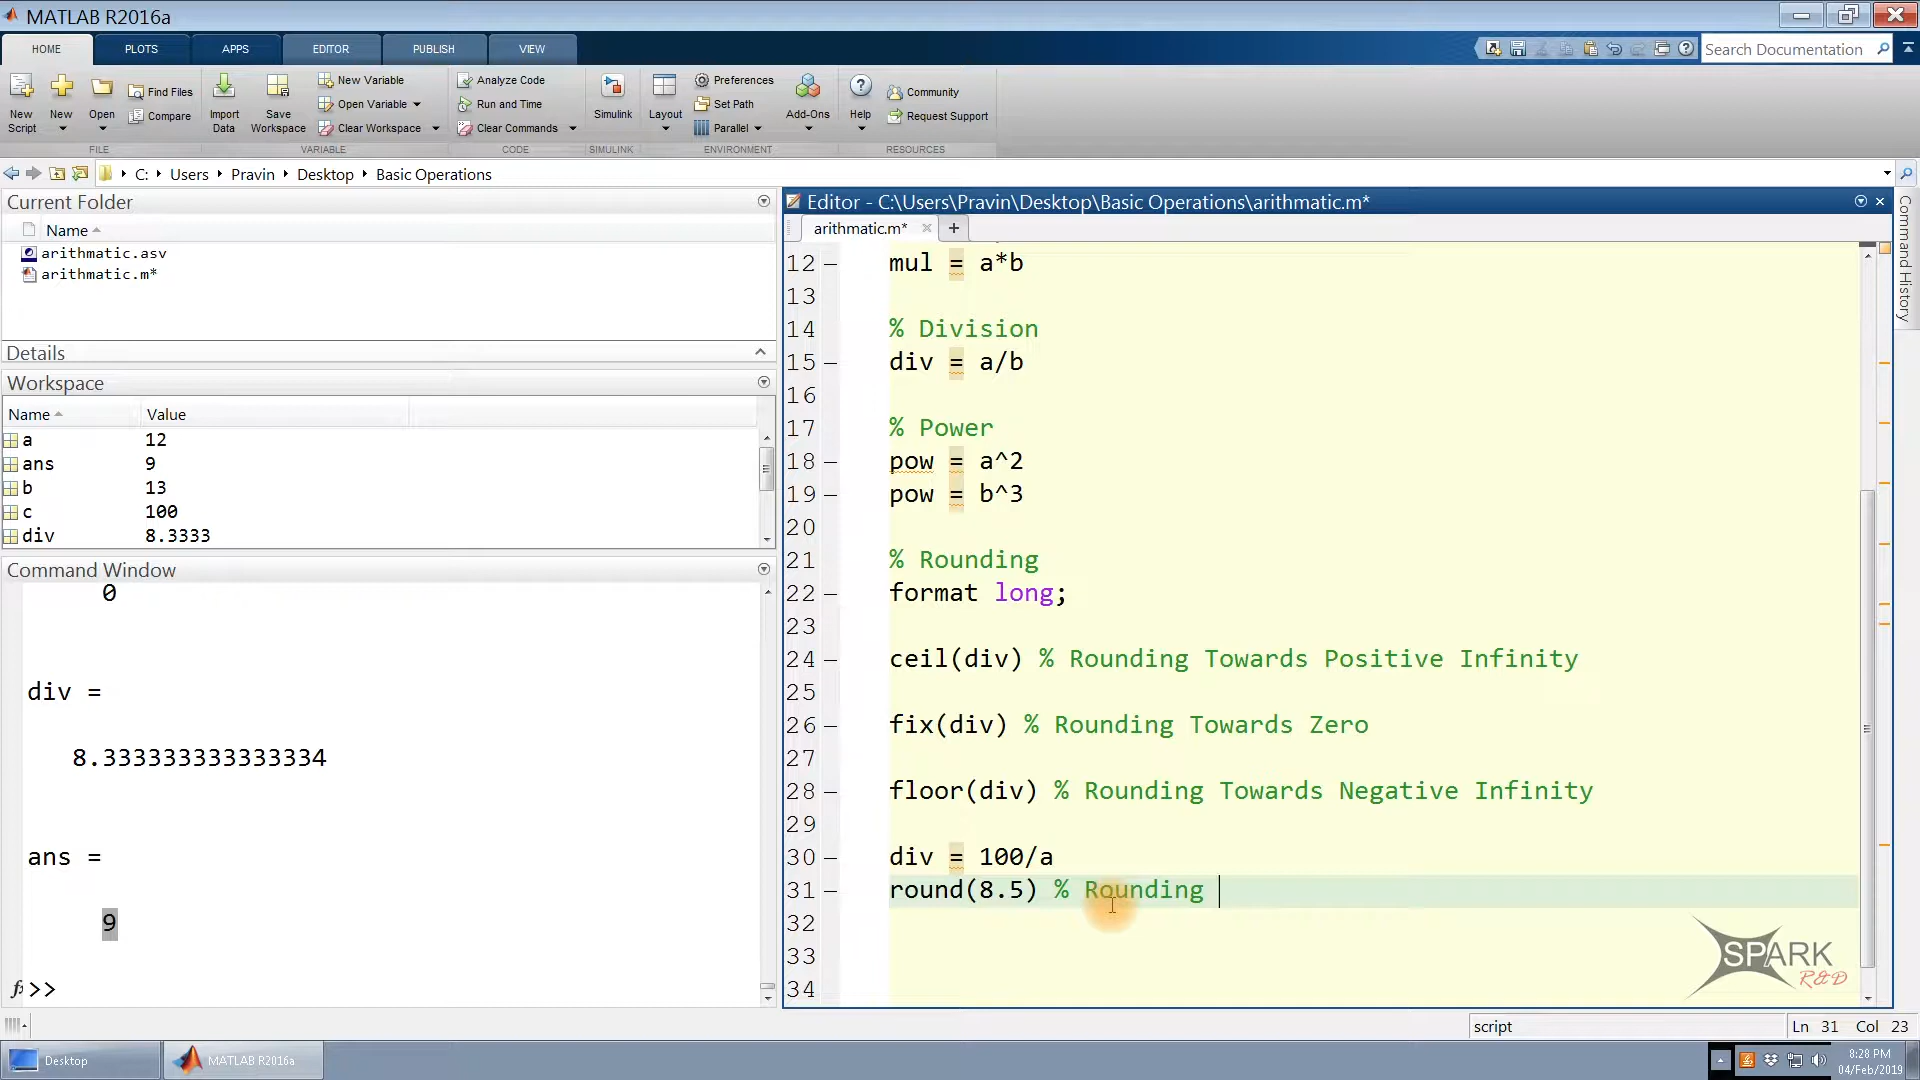 MATLAB R2016a
HOME PLOTS APPS EDITOR PUBLISH VIEW
Search Documentation
New Script
New
Open
Find Files
Compare
FILE
Import Data
Save Workspace
New Variable
Open Variable
Clear Workspace
VARIABLE
Analyze Code
Run and Time
Clear Commands
CODE
Simulink
SIMULINK
Layout
Preferences
Set Path
Parallel
Add-Ons
ENVIRONMENT
Help
Community
Request Support
RESOURCES
C: Users Pravin Desktop Basic Operations
Current Folder
Name
arithmatic.asv
arithmatic.m*
Details
Workspace
Name Value
a 12
ans 9
b 13
c 100
div 8.3333
Command Window
0
div =
8.333333333333334
ans =
9
fx >>
Editor - C:\Users\Pravin\Desktop\Basic Operations\arithmatic.m*
arithmatic.m* +
12 – mul = a*b
13
14 % Division
15 – div = a/b
16
17 % Power
18 – pow = a^2
19 – pow = b^3
20
21 % Rounding
22 – format long;
23
24 – ceil(div) % Rounding Towards Positive Infinity
25
26 – fix(div) % Rounding Towards Zero
27
28 – floor(div) % Rounding Towards Negative Infinity
29
30 – div = 100/a
31 – round(8.5) % Rounding
32
33
34
Command History
SPARK
R&D
script Ln 31 Col 23
Desktop
MATLAB R2016a
8:28 PM
04/Feb/2019